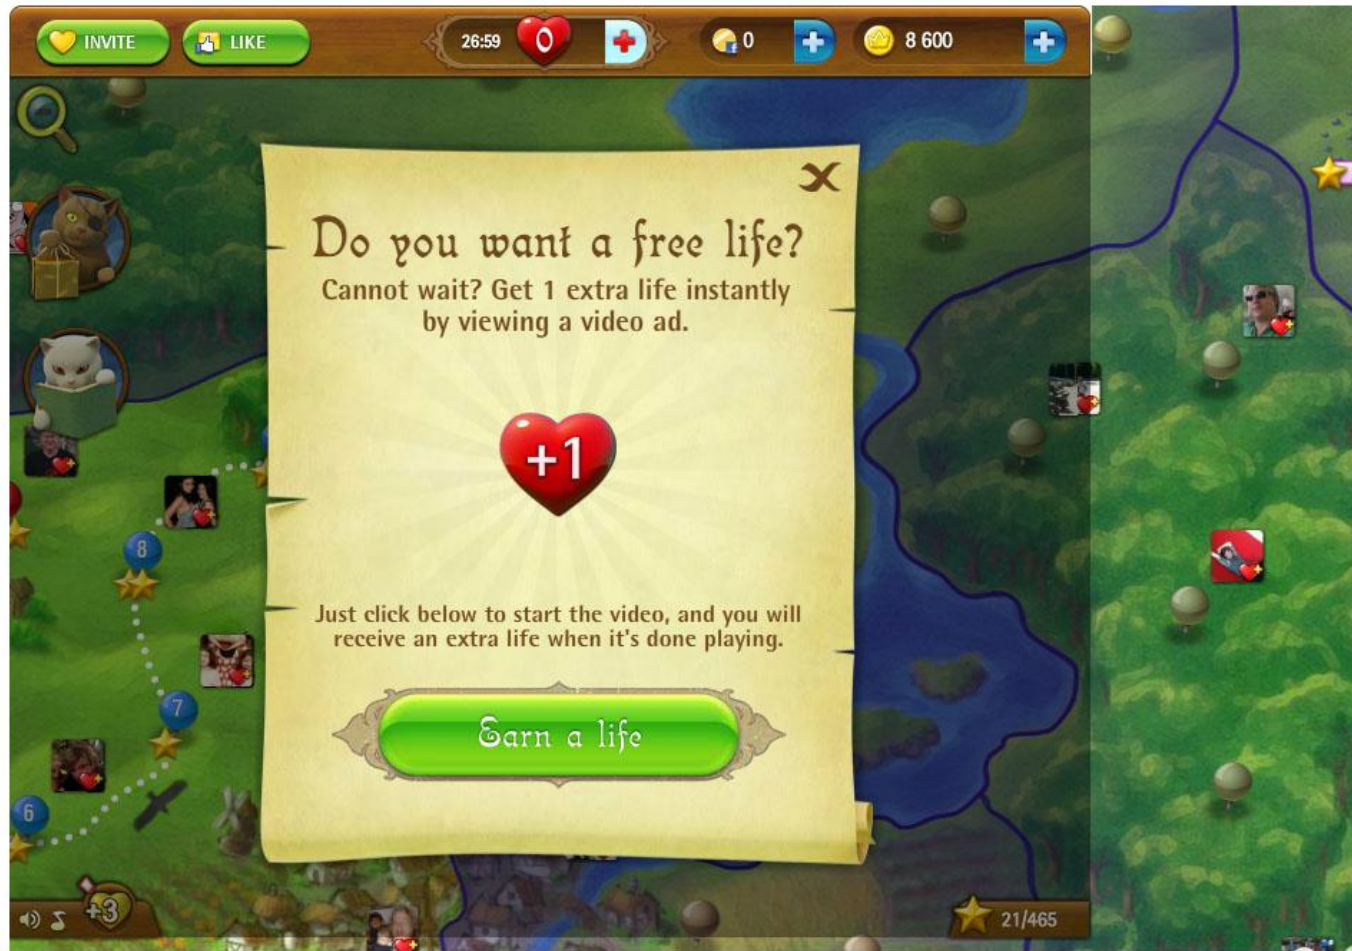 INVITE
LIKE
26:59
0
0
8 600
Do you want a free life?
Cannot wait? Get 1 extra life instantly
by viewing a video ad.
+1
Just click below to start the video, and you will
receive an extra life when it's done playing.
Earn a life
8
7
6
+3
21/465